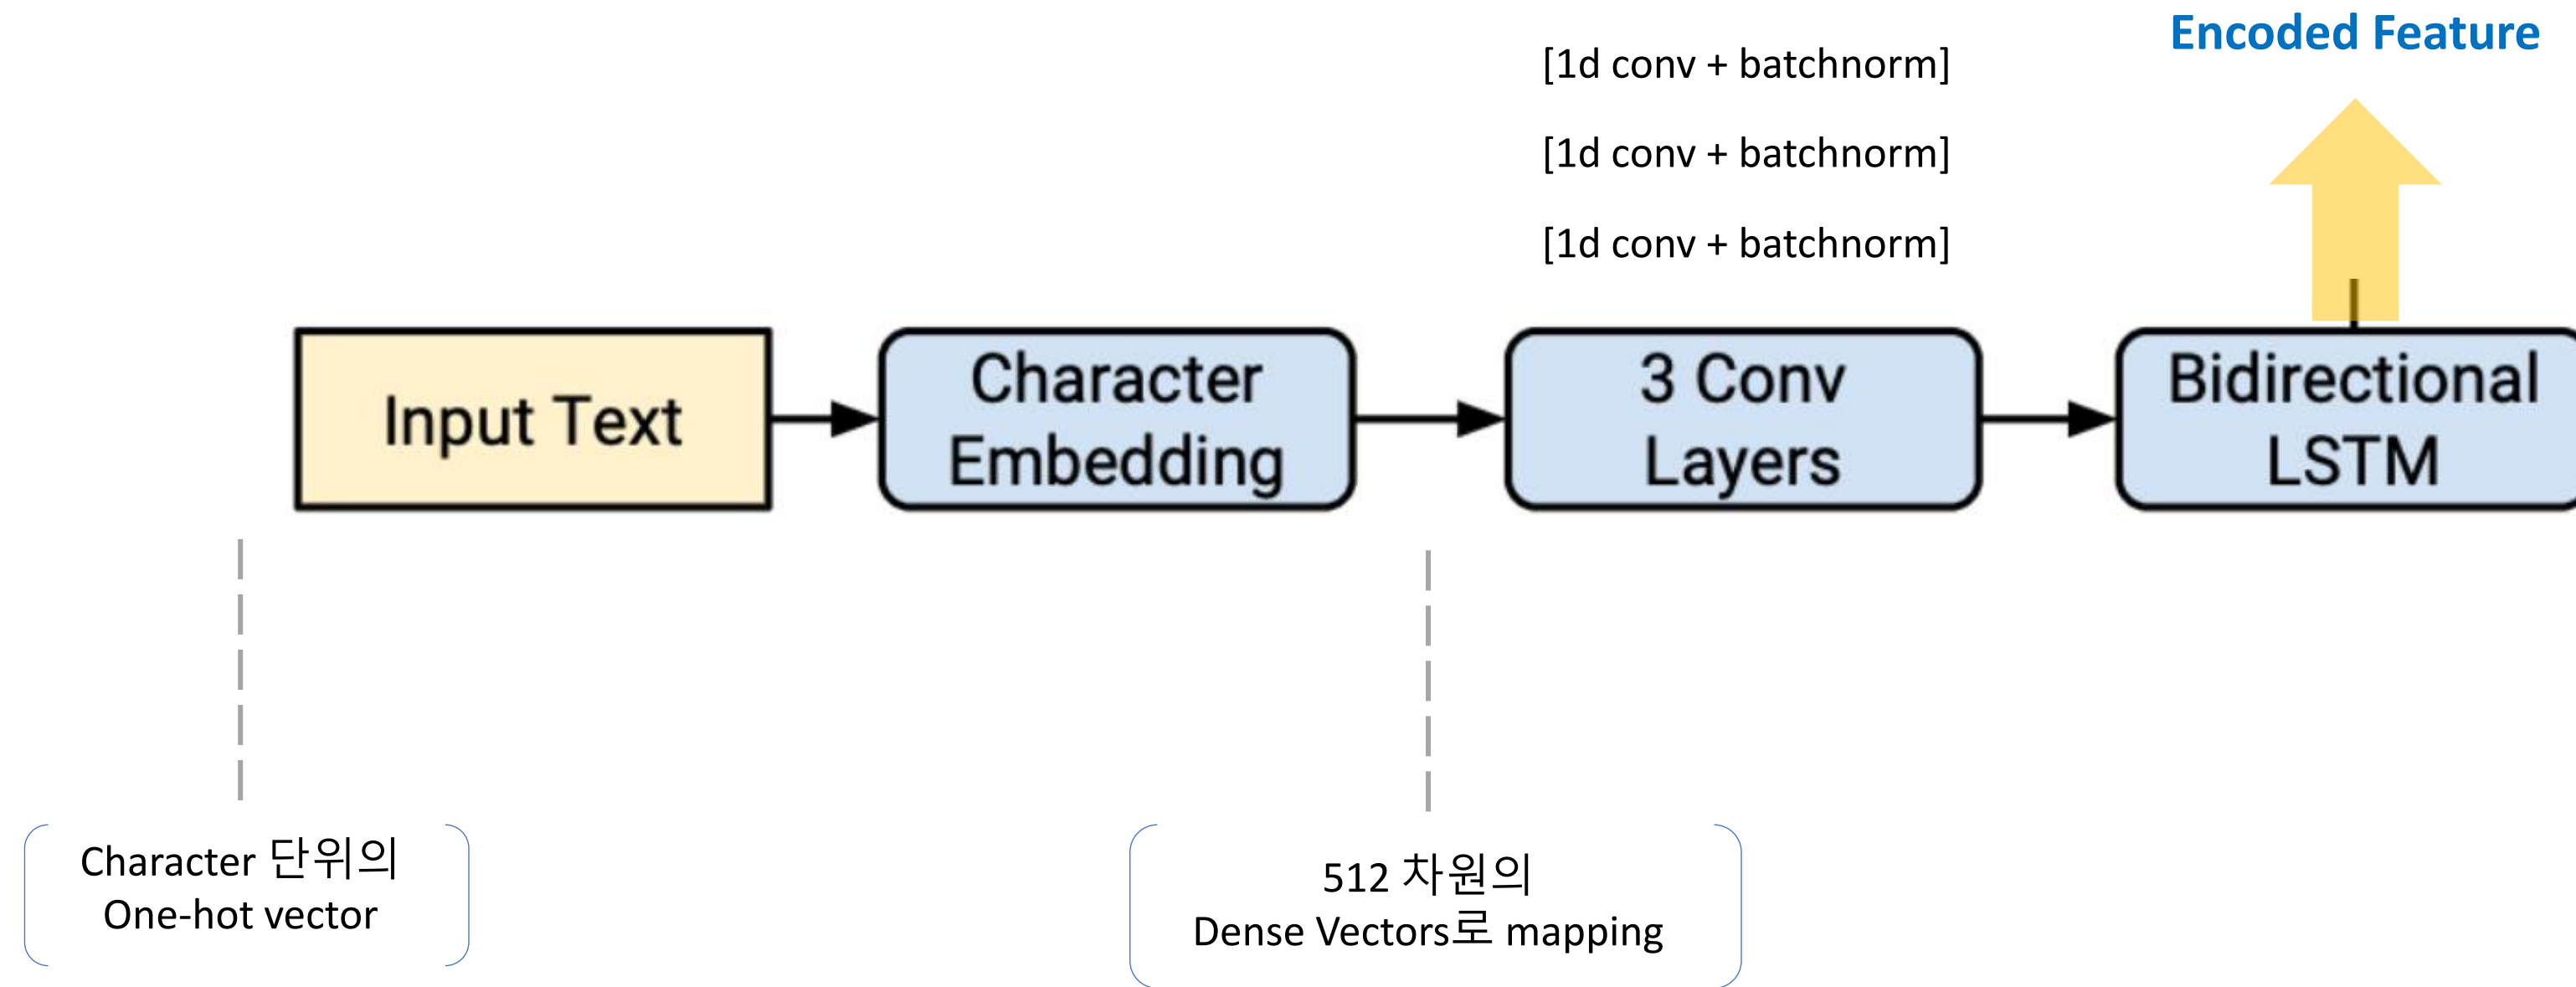 Encoded Feature
[1d conv + batchnorm]
[1d conv + batchnorm]
[1d conv + batchnorm]
Input Text
Character
Embedding
3 Conv
Layers
Bidirectional
LSTM
Character 단위의
One-hot vector
512 차원의
Dense Vectors로 mapping